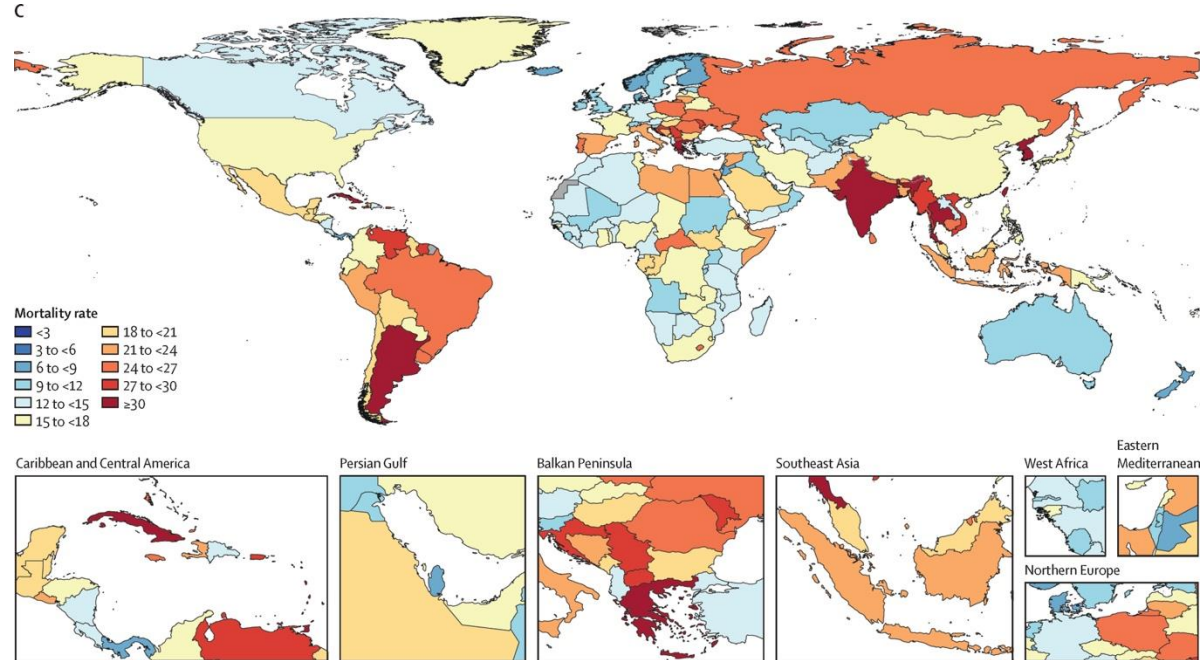 C
Mortality rate
<3
3 to <6
6 to <9
9 to <12
12 to <15
15 to <18
18 to <21
21 to <24
24 to <27
27 to <30
≥30
Caribbean and Central America
Persian Gulf
Balkan Peninsula
Southeast Asia
West Africa
Eastern
Mediterranean
Northern Europe